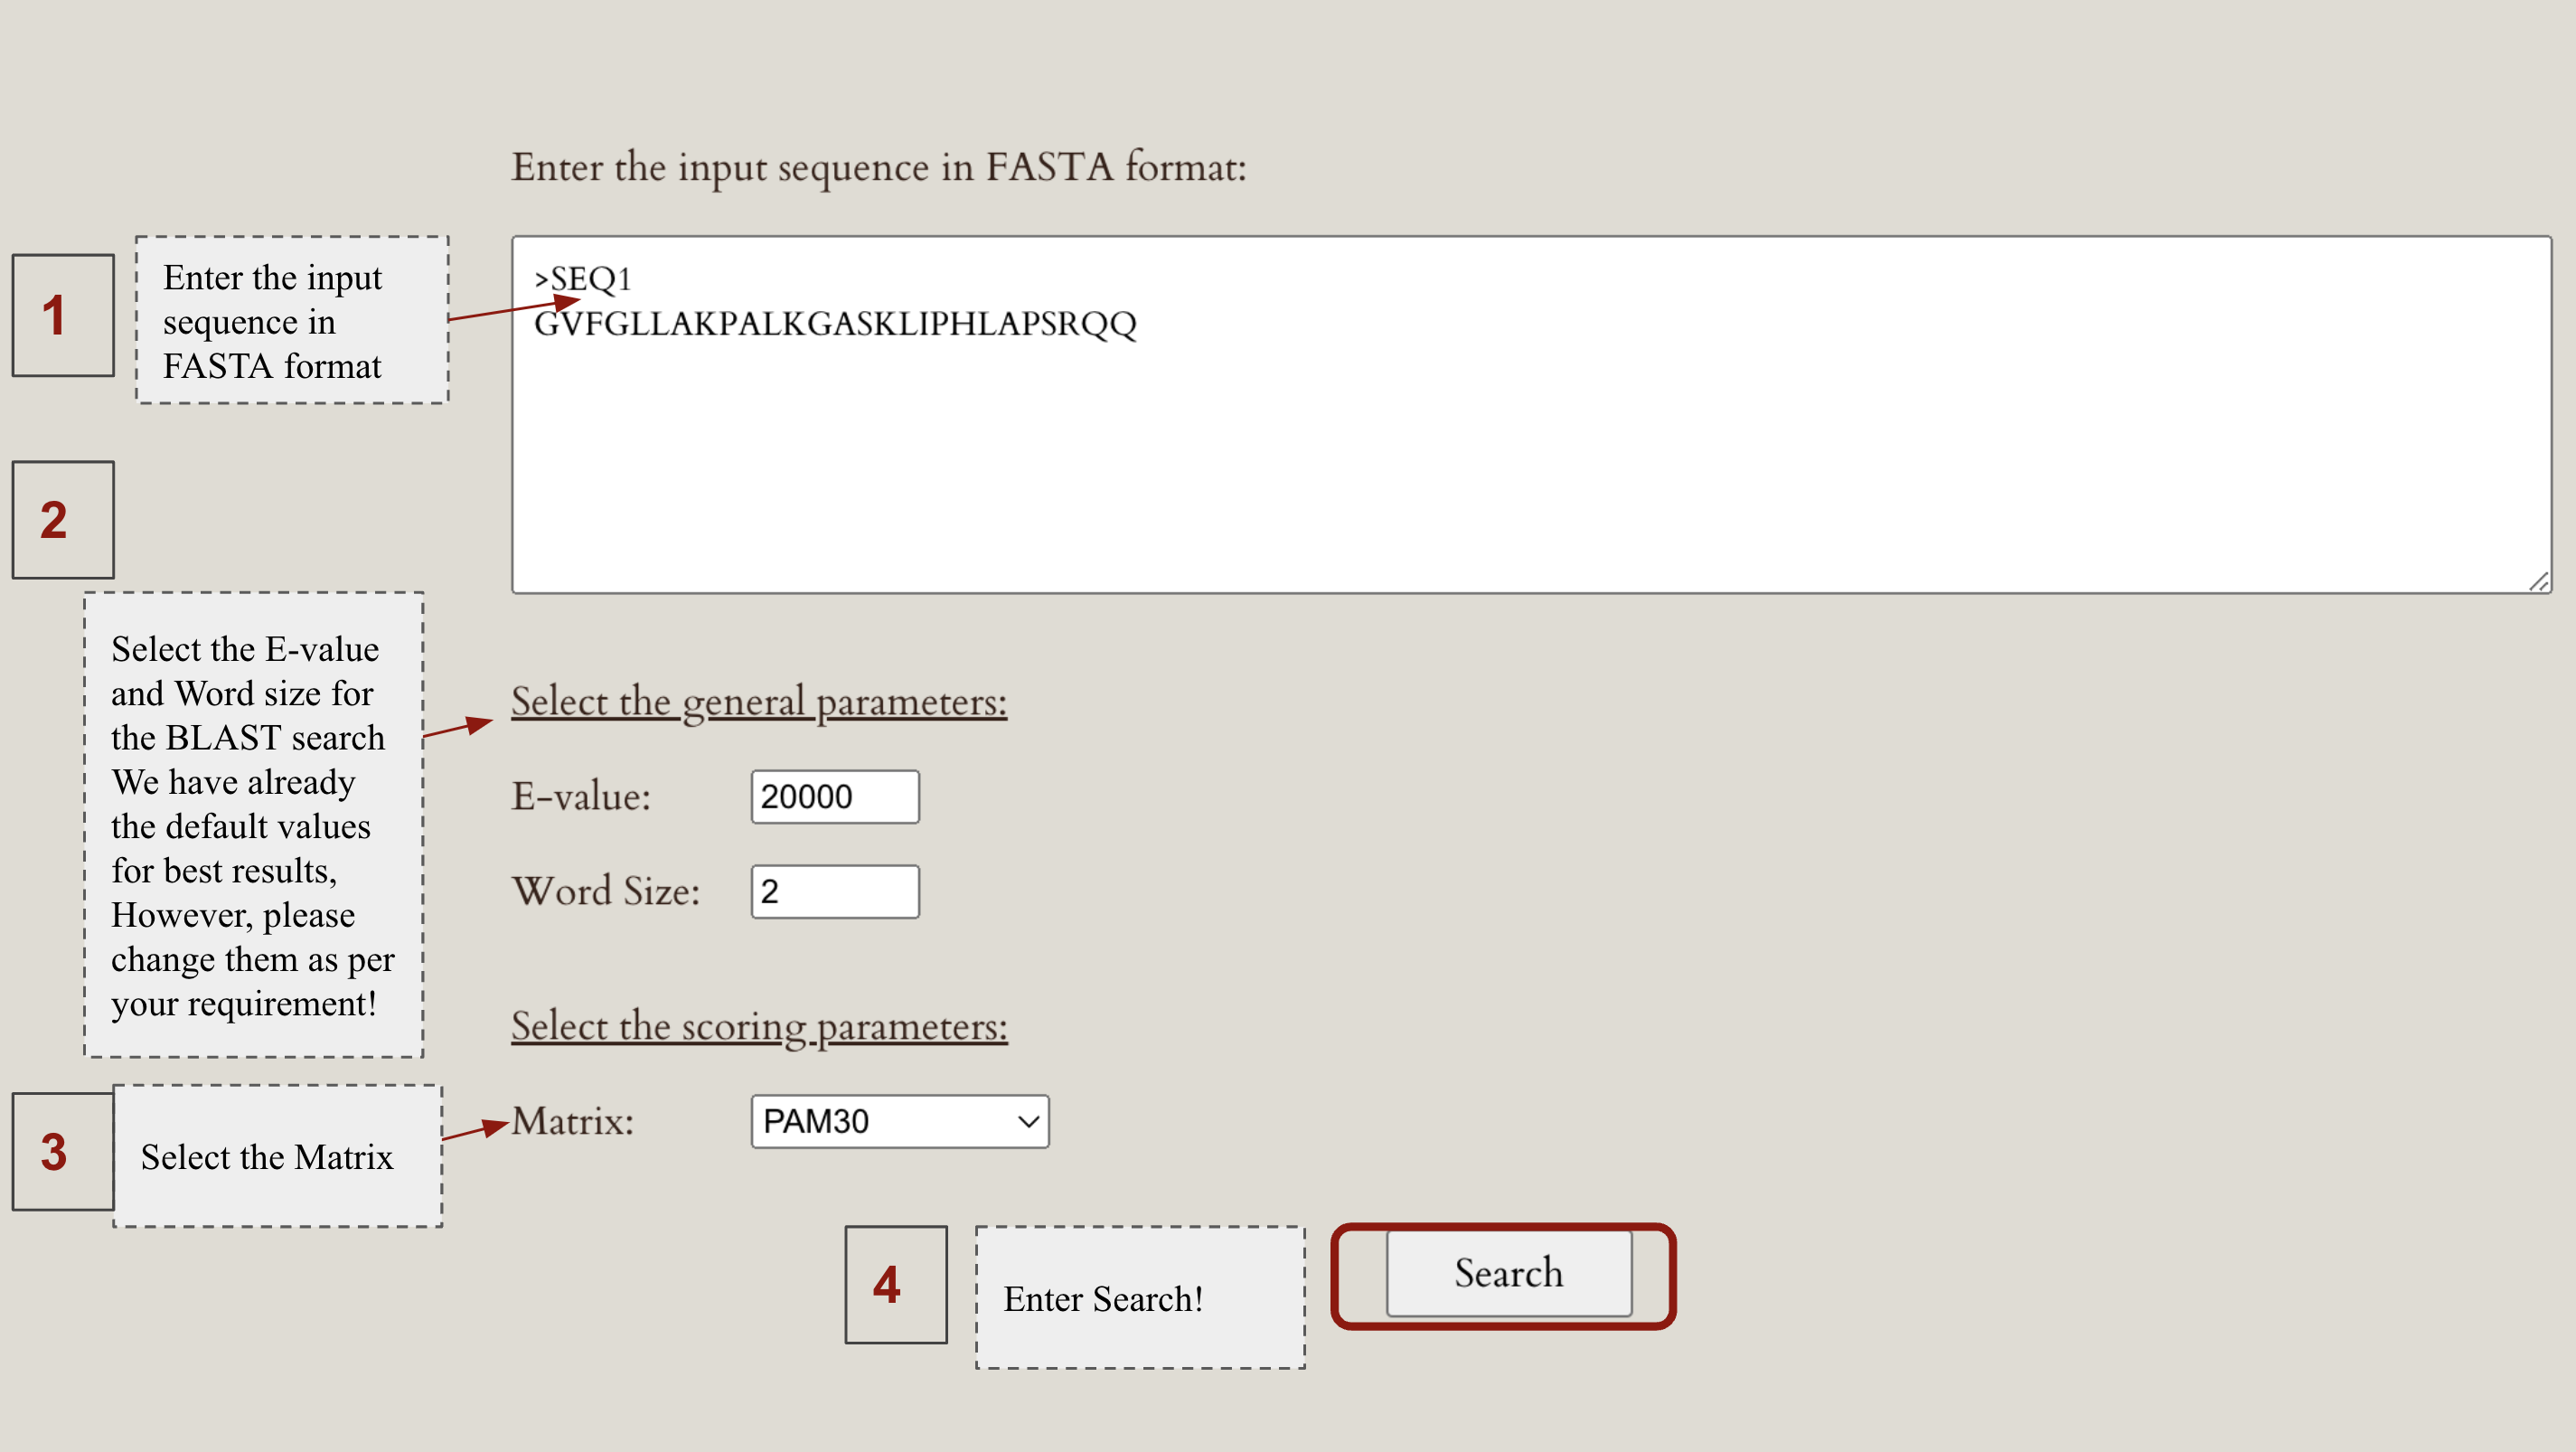 Enter the input sequence in FASTA format:
1
Enter the input
sequence in
FASTA format
>SEQ1
GVFGLLAKPALKGASKLIPHLAPSRQQ
2
Select the E-value
and Word size for
the BLAST search
We have already
the default values
for best results,
However, please
change them as per
your requirement!
Select the general parameters:
E-value:
20000
Word Size:
2
Select the scoring parameters:
3
Select the Matrix
Matrix:
PAM30
4
Enter Search!
Search